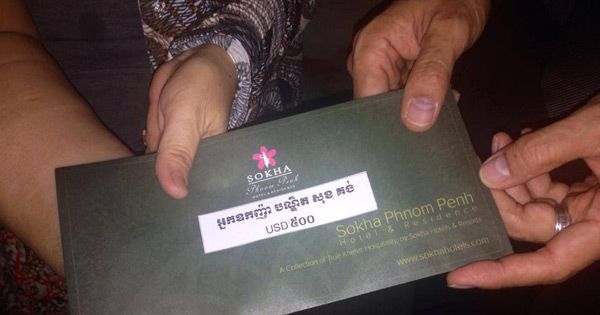 SOKHA
Phnom Penh
HOTEL & RESIDENCE
អ្នកឧកញ៉ា បណ្ឌិត សុខ គង់
USD ៥០០
Sokha Phnom Penh
Hotel & Residence
A Collection of True Khmer Hospitality, by Sokha Hotels & Resorts
www.sokhahotels.com